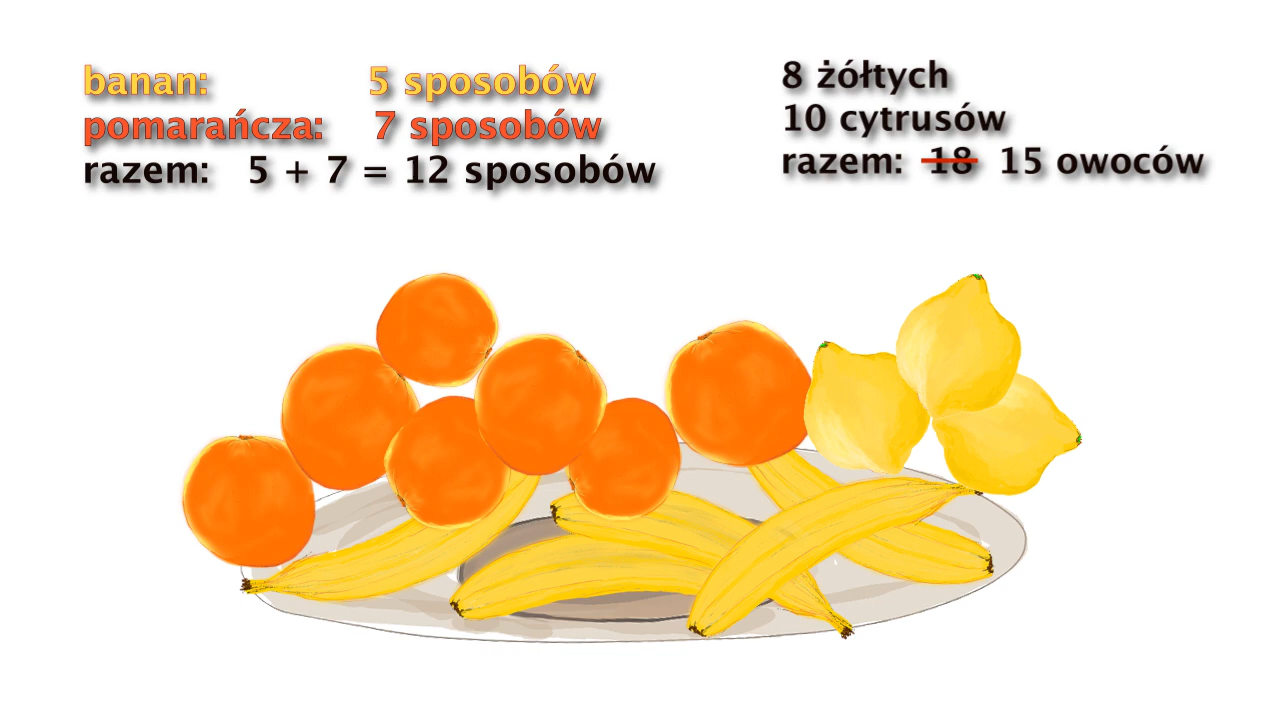 banan: 5 sposobów
pomarańcza: 7 sposobów
razem: 5 + 7 = 12 sposobów
8 żółtych
10 cytrusów
razem: 18 15 owoców